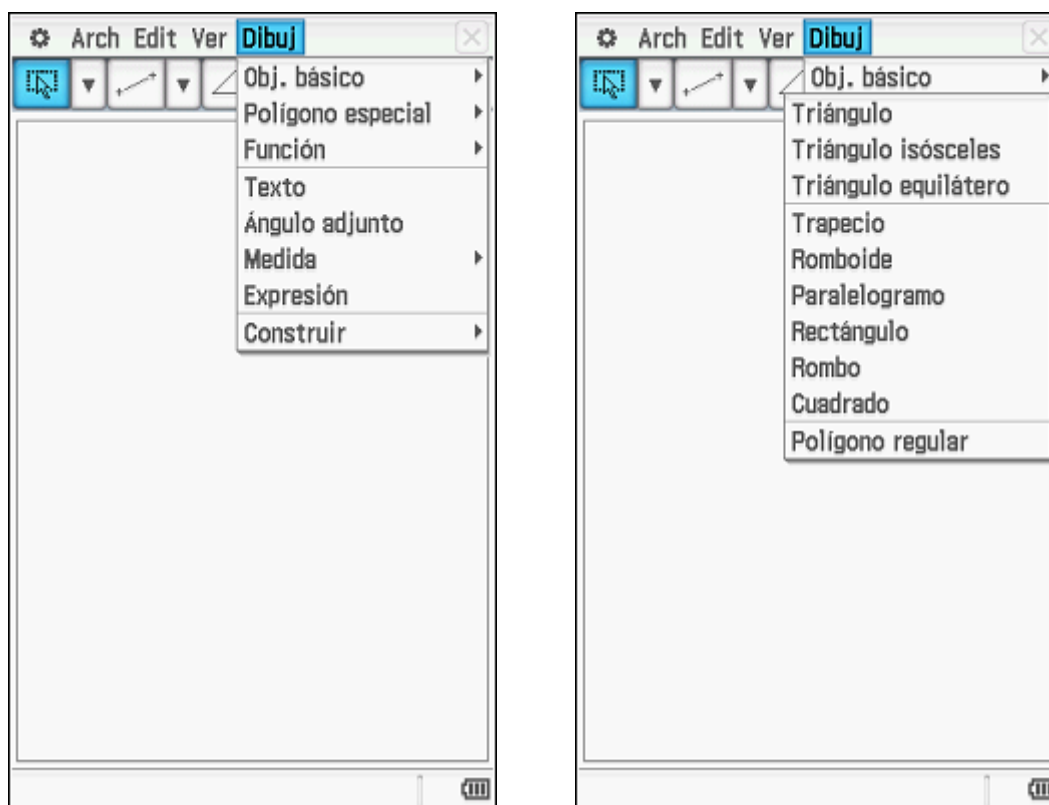 Arch Edit Ver Dibuj
Obj. básico
Polígono especial
Función
Texto
Ángulo adjunto
Medida
Expresión
Construir
Arch Edit Ver Dibuj
Obj. básico
Triángulo
Triángulo isósceles
Triángulo equilátero
Trapecio
Romboide
Paralelogramo
Rectángulo
Rombo
Cuadrado
Polígono regular